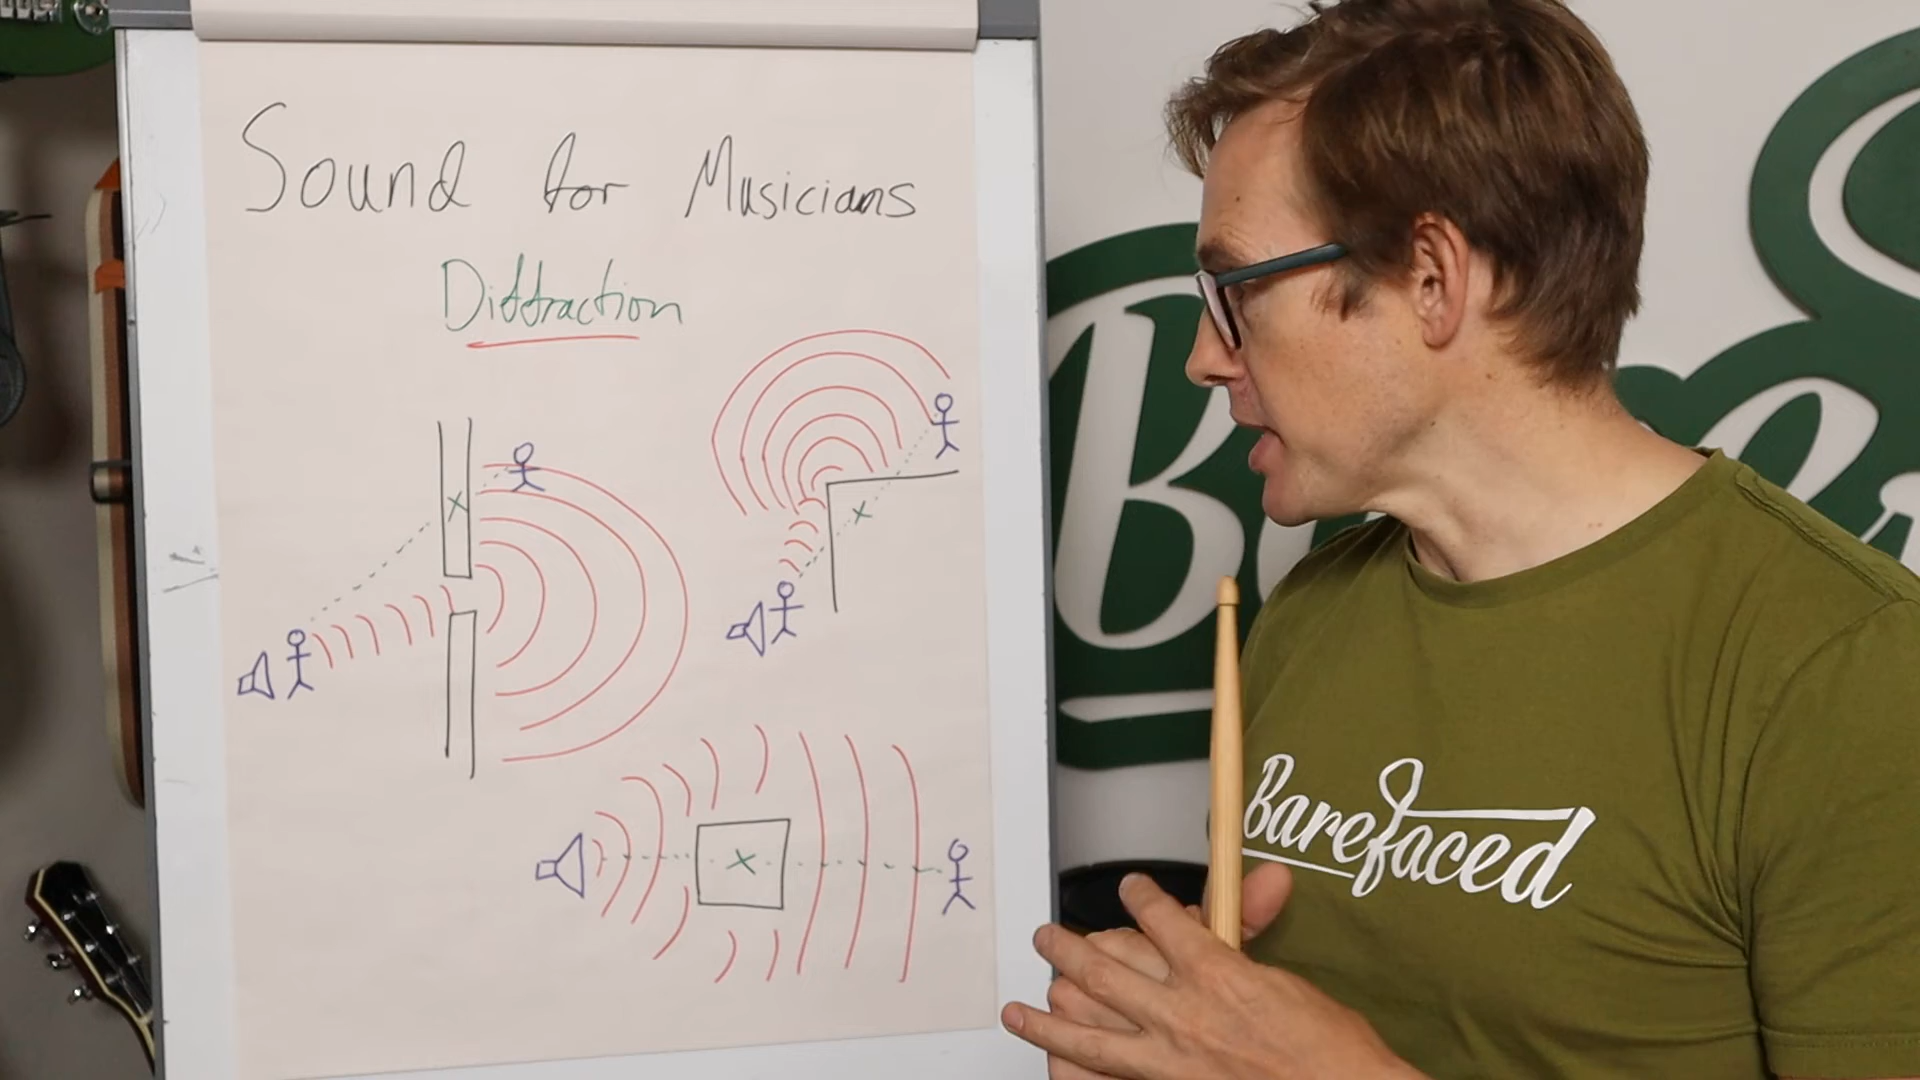 Sound for Musicians
Diffraction
Barefaced